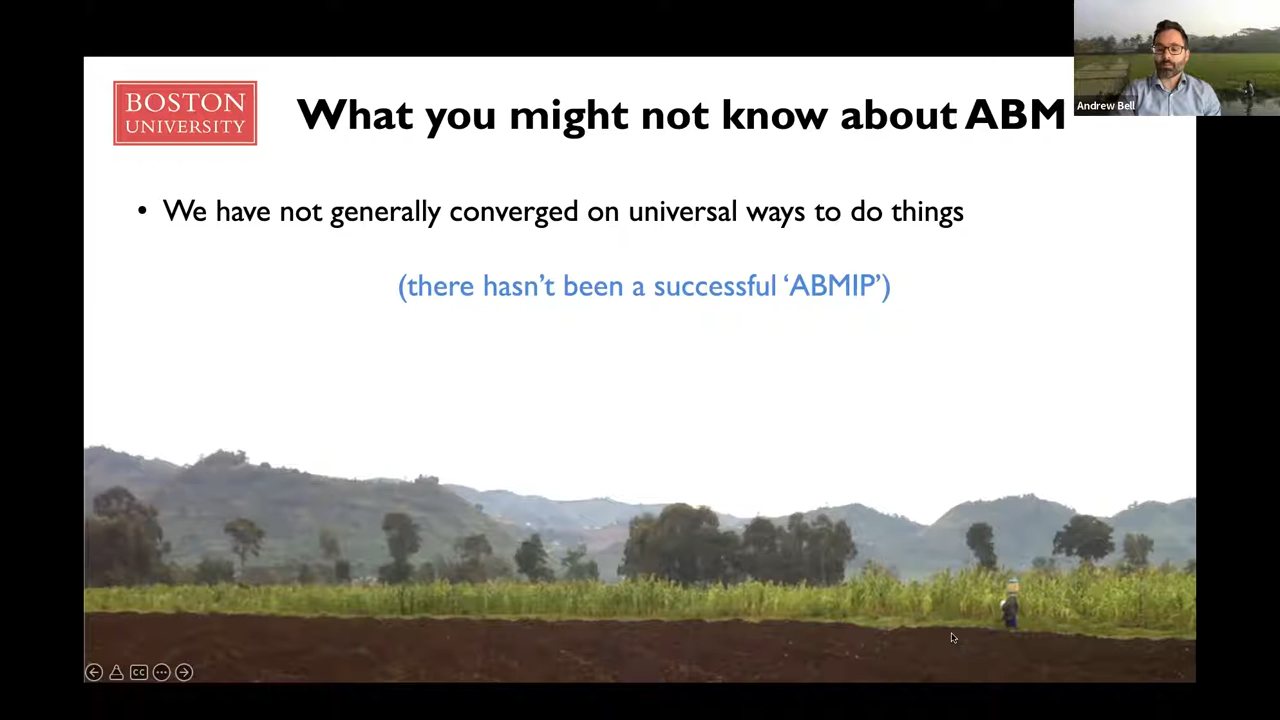 BOSTON
UNIVERSITY
What you might not know about ABM
Andrew Bell
• We have not generally converged on universal ways to do things
(there hasn’t been a successful ‘ABMIP’)
CC